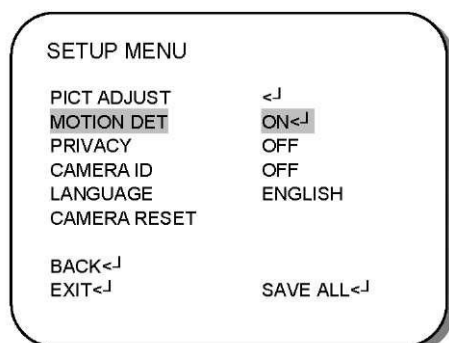 SETUP MENU
PICT ADJUST <┘
MOTION DET ON<┘
PRIVACY OFF
CAMERA ID OFF
LANGUAGE ENGLISH
CAMERA RESET
BACK<┘
EXIT<┘ SAVE ALL<┘